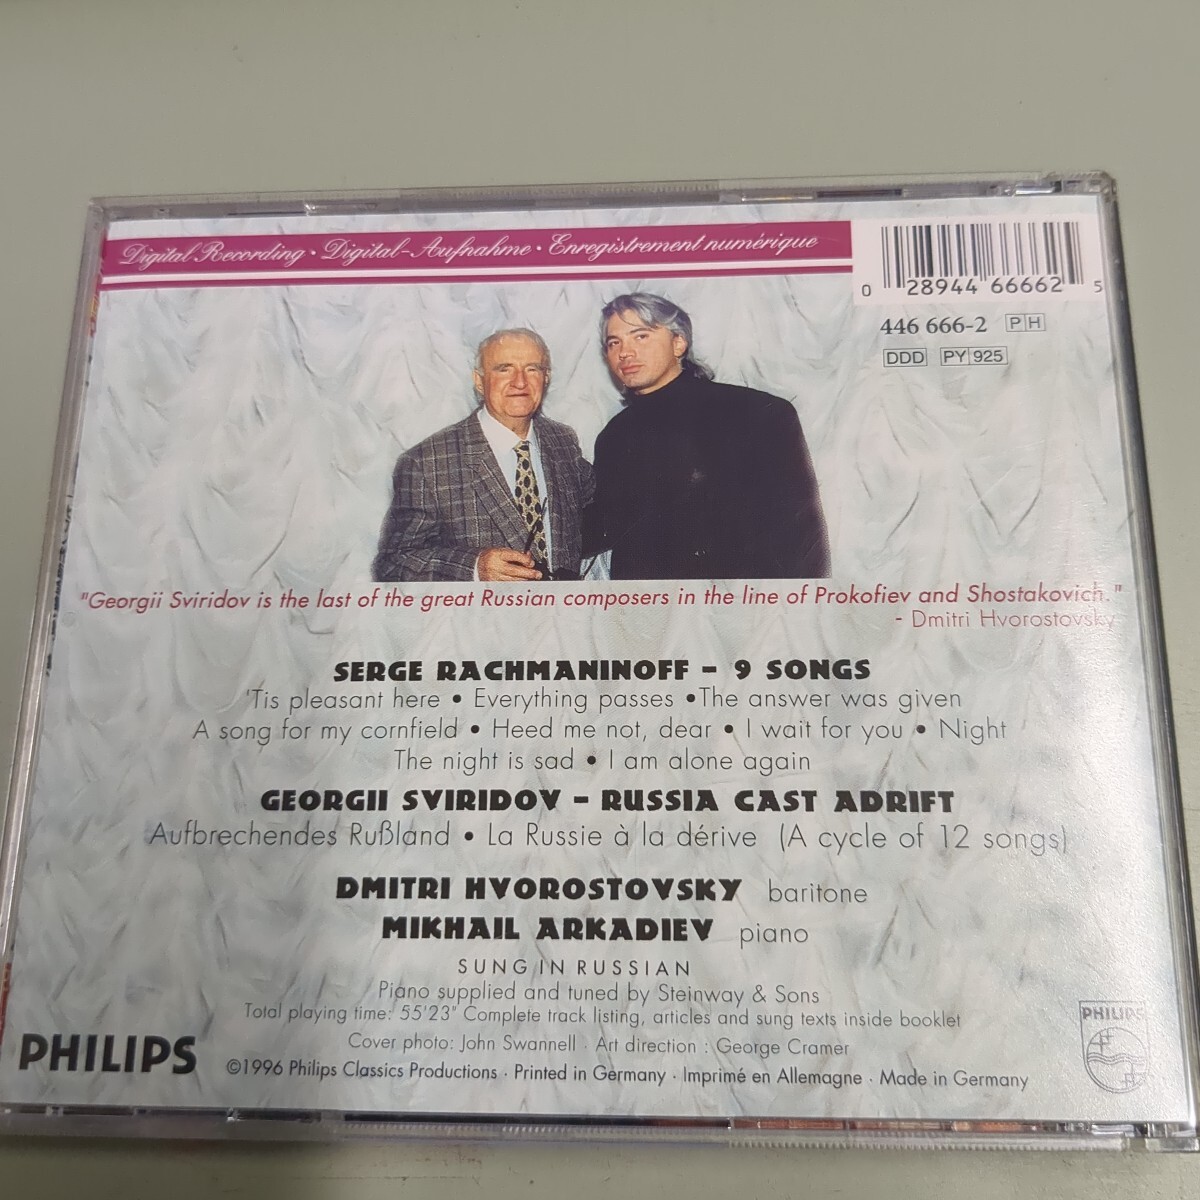 Digital Recording · Digital-Aufnahme · Enregistrement numérique
0 28944 66662 5
446 666-2 PH
DDD PY 925
"Georgii Sviridov is the last of the great Russian composers in the line of Prokofiev and Shostakovich."
- Dmitri Hvorostovsky
SERGE RACHMANINOFF – 9 SONGS
'Tis pleasant here • Everything passes • The answer was given
A song for my cornfield • Heed me not, dear • I wait for you • Night
The night is sad • I am alone again
GEORGII SVIRIDOV – RUSSIA CAST ADRIFT
Aufbrechendes Rußland • La Russie à la dérive (A cycle of 12 songs)
DMITRI HVOROSTOVSKY baritone
MIKHAIL ARKADIEV piano
SUNG IN RUSSIAN
Piano supplied and tuned by Steinway & Sons
Total playing time: 55'23" Complete track listing, articles and sung texts inside booklet
Cover photo: John Swannell · Art direction : George Cramer
©1996 Philips Classics Productions · Printed in Germany · Imprimé en Allemagne · Made in Germany
PHILIPS
PHILIPS